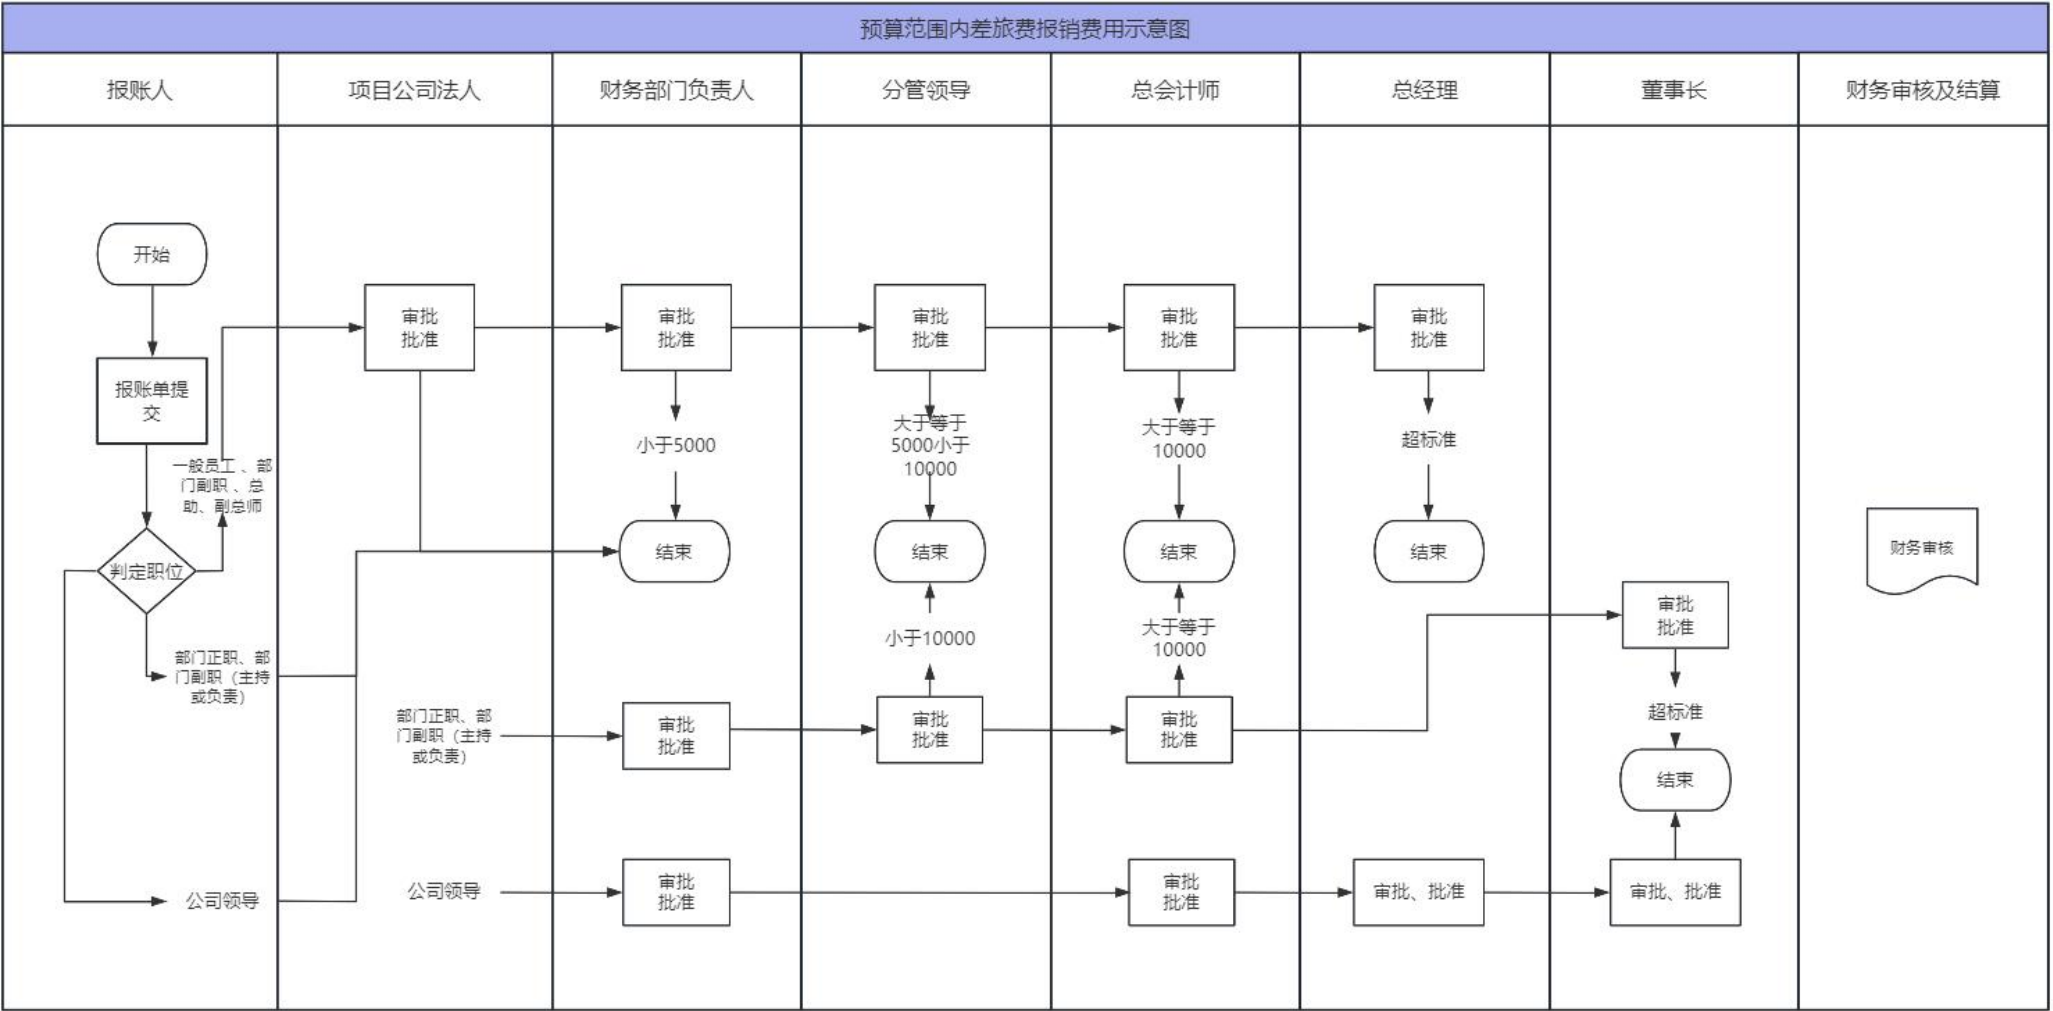 预算范围内差旅费报销费用示意图
报账人
项目公司法人
财务部门负责人
分管领导
总会计师
总经理
董事长
财务审核及结算
开始
报账单提
交
判定职位
一般员工、部
门副职、总
助、副总师
部门正职、部
门副职（主持
或负责）
公司领导
审批
批准
审批
批准
审批
批准
审批
批准
审批
批准
小于5000
大于等于
5000小于
10000
大于等于
10000
超标准
结束
结束
结束
结束
小于10000
大于等于
10000
部门正职、部
门副职（主持
或负责）
审批
批准
审批
批准
审批
批准
审批
批准
超标准
结束
公司领导
审批
批准
审批
批准
审批、批准
审批、批准
财务审核